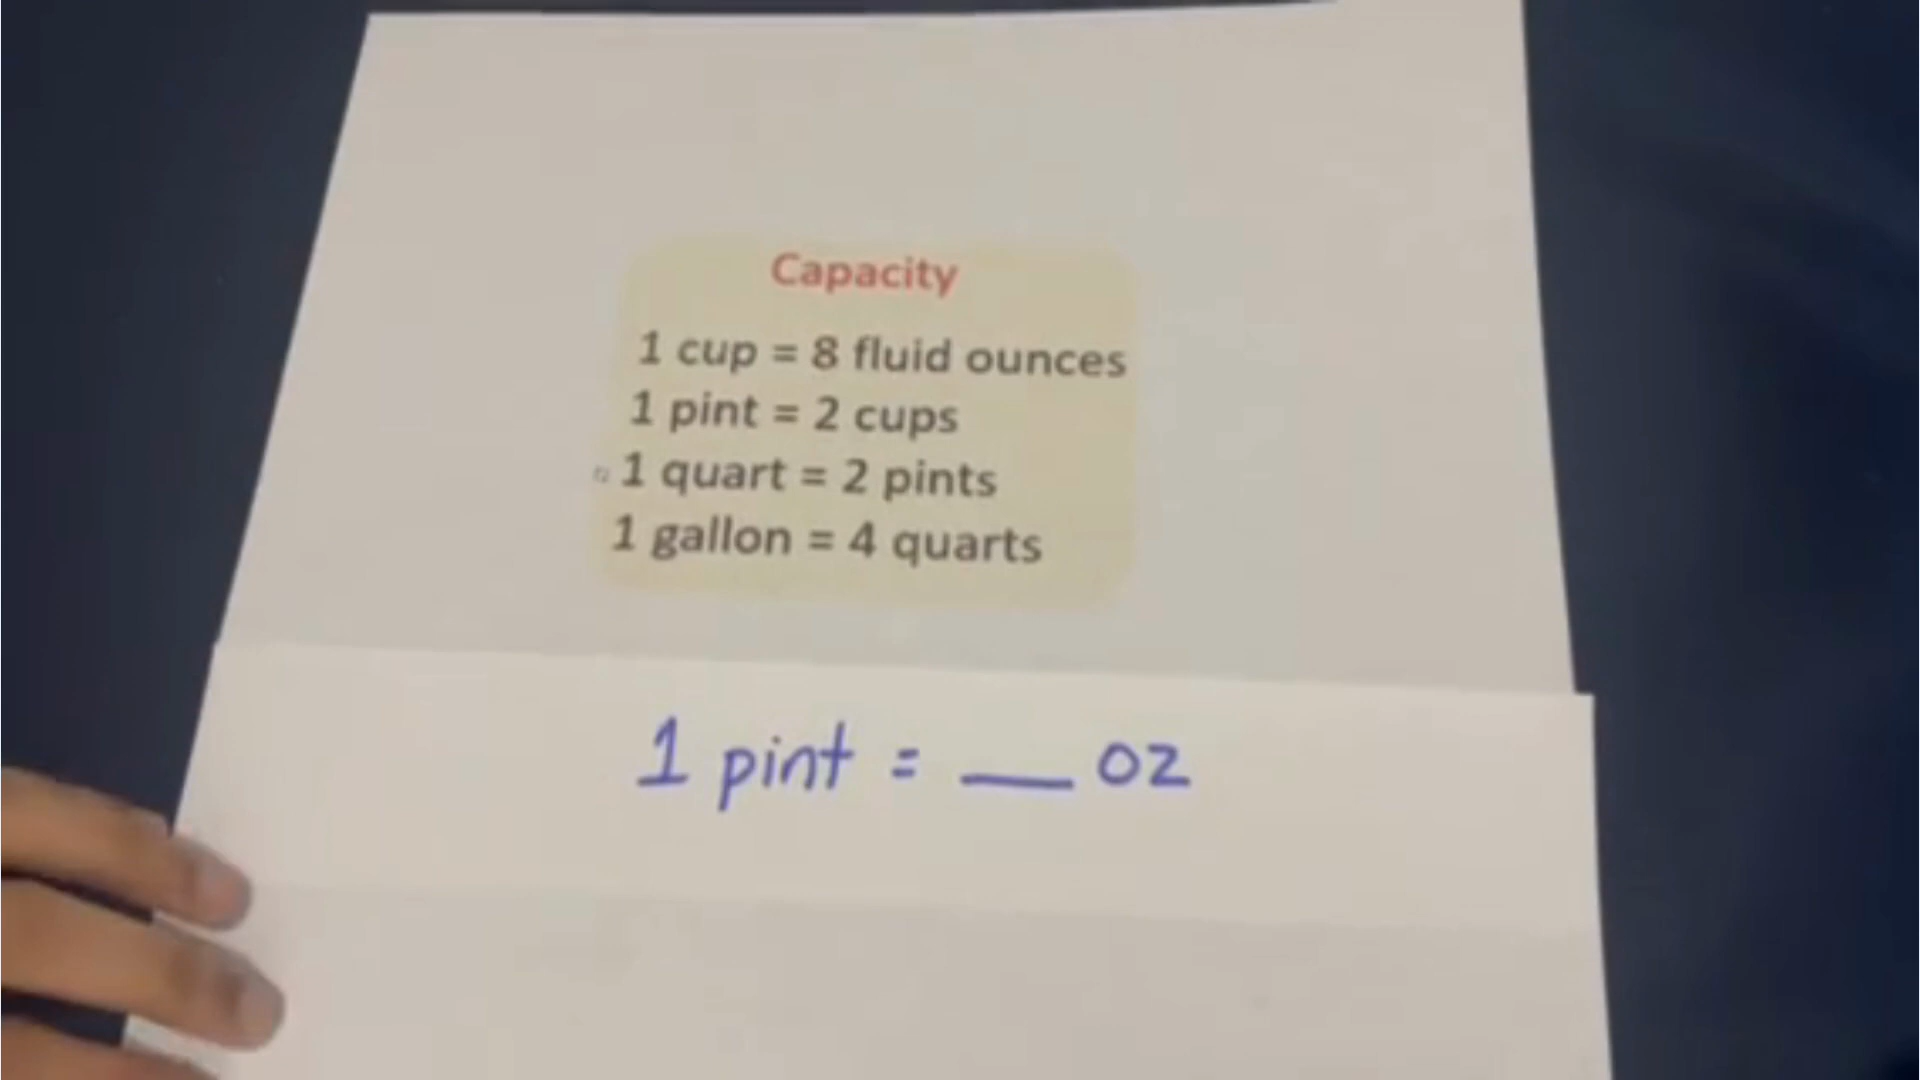 Capacity
1 cup = 8 fluid ounces
1 pint = 2 cups
1 quart = 2 pints
1 gallon = 4 quarts
1 pint = __ oz